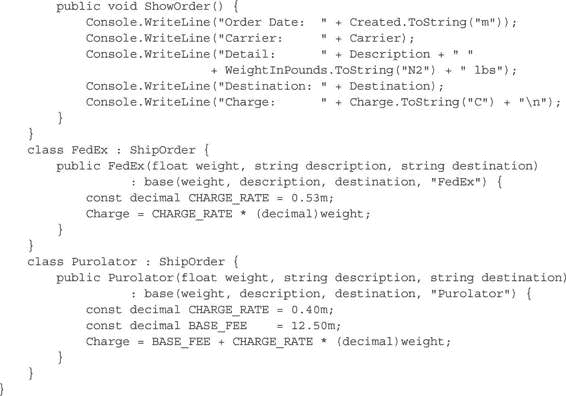 public void ShowOrder() {
        Console.WriteLine("Order Date:  " + Created.ToString("m"));
        Console.WriteLine("Carrier:     " + Carrier);
        Console.WriteLine("Detail:      " + Description + " "
                         + WeightInPounds.ToString("N2") + " lbs");
        Console.WriteLine("Destination: " + Destination);
        Console.WriteLine("Charge:      " + Charge.ToString("C") + "\n");
    }
}
class FedEx : ShipOrder {
    public FedEx(float weight, string description, string destination)
              : base(weight, description, destination, "FedEx") {
        const decimal CHARGE_RATE = 0.53m;
        Charge = CHARGE_RATE * (decimal)weight;
    }
}
class Purolator : ShipOrder {
    public Purolator(float weight, string description, string destination)
              : base(weight, description, destination, "Purolator") {
        const decimal CHARGE_RATE = 0.40m;
        const decimal BASE_FEE    = 12.50m;
        Charge = BASE_FEE + CHARGE_RATE * (decimal)weight;
    }
}
}